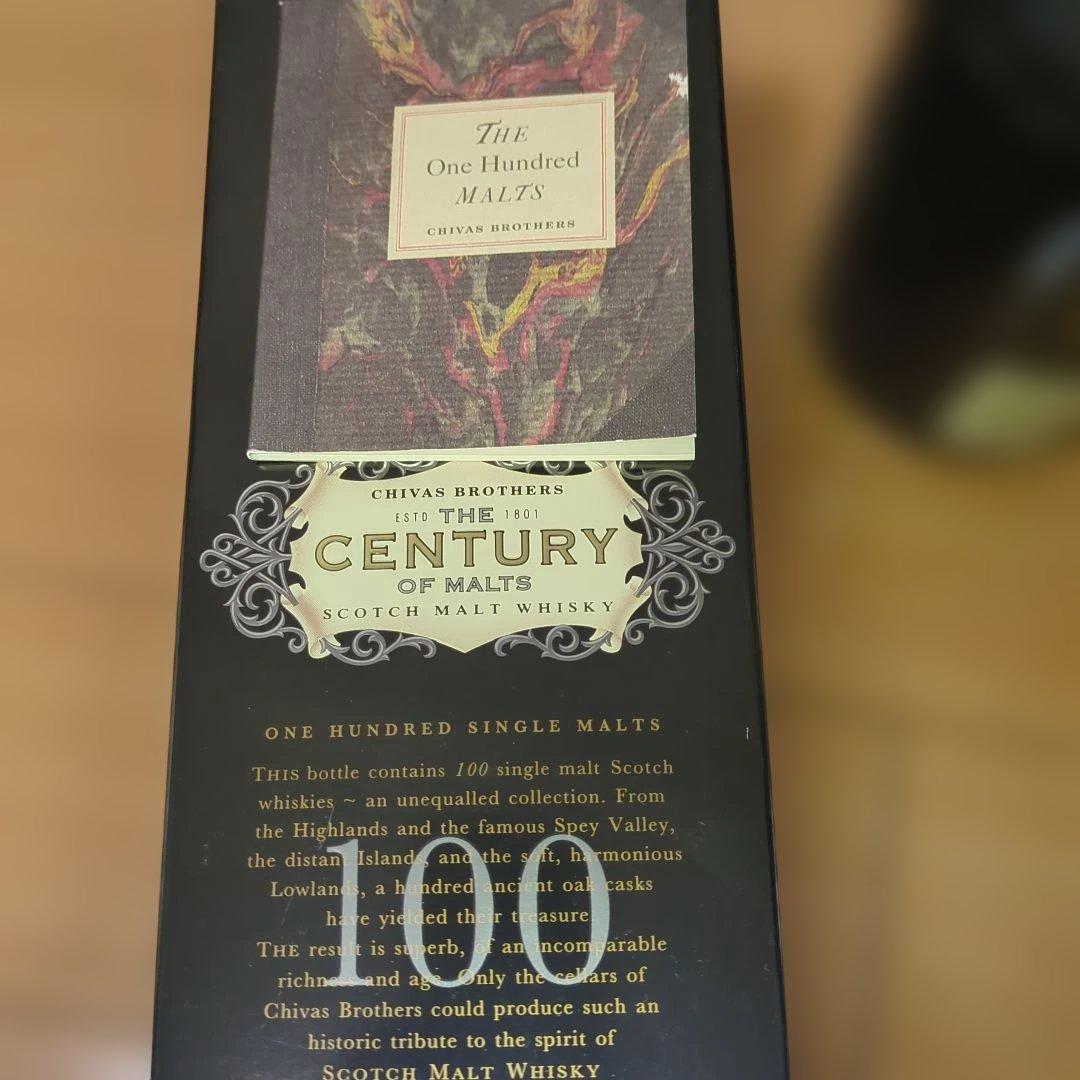 THE
One Hundred
MALTS
CHIVAS BROTHERS
CHIVAS BROTHERS
ESTD THE 1801
CENTURY
OF MALTS
SCOTCH MALT WHISKY
ONE HUNDRED SINGLE MALTS
THIS bottle contains 100 single malt Scotch
whiskies ~ an unequalled collection. From
the Highlands and the famous Spey Valley,
the distant Islands, and the soft, harmonious
Lowlands, a hundred ancient oak casks
have yielded their treasure.
THE result is superb, of an incomparable
richness and age. Only the cellars of
Chivas Brothers could produce such an
historic tribute to the spirit of
SCOTCH MALT WHISKY
100